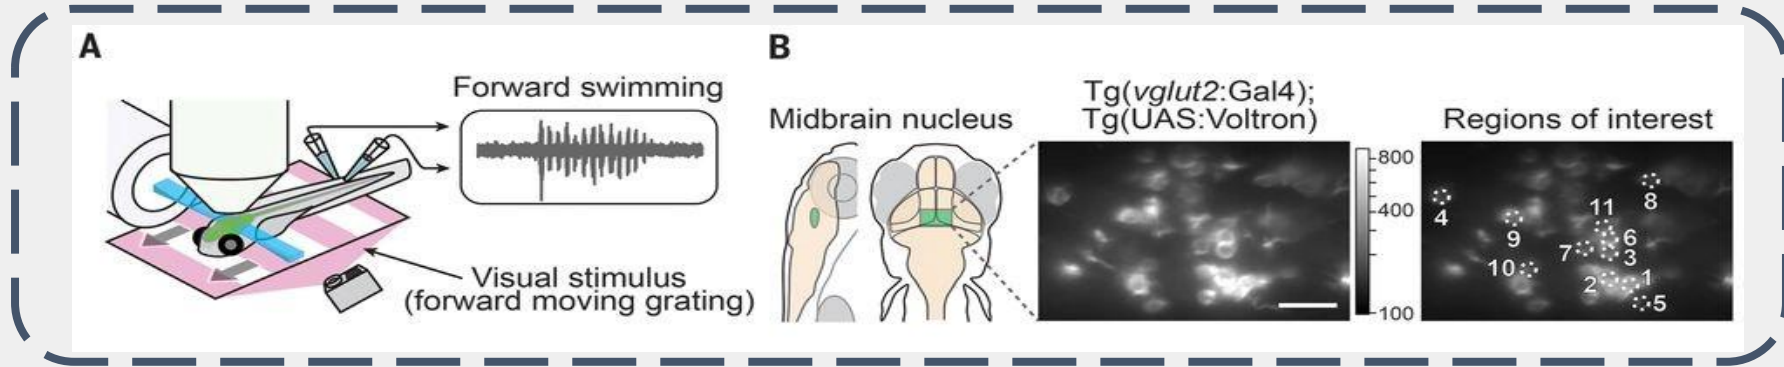 A
Forward swimming
Visual stimulus
(forward moving grating)
B
Midbrain nucleus
Tg(vglut2:Gal4);
Tg(UAS:Voltron)
800
400
100
Regions of interest
4
8
11
9
6
7
3
10
2
1
5